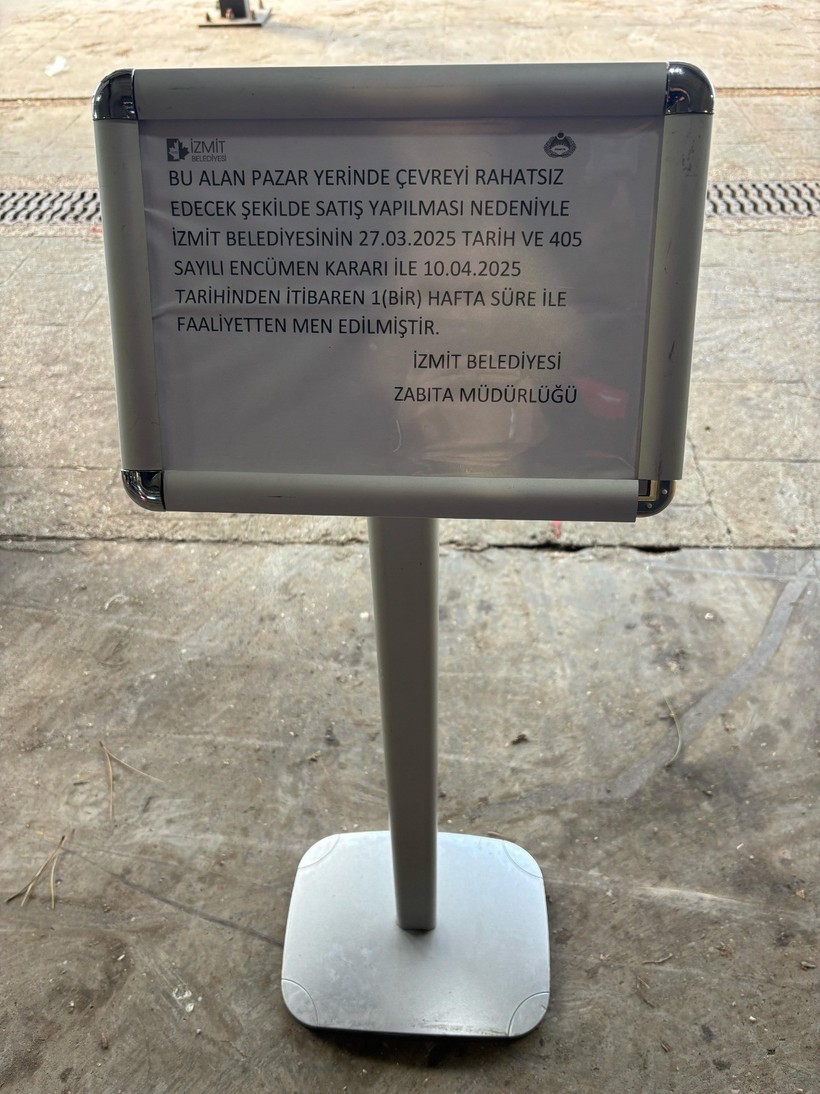 İZMİT
BELEDİYESİ
BU ALAN PAZAR YERİNDE ÇEVREYİ RAHATSIZ
EDECEK ŞEKİLDE SATIŞ YAPILMASI NEDENİYLE
İZMİT BELEDİYESİNİN 27.03.2025 TARİH VE 405
SAYILI ENCÜMEN KARARI İLE 10.04.2025
TARİHİNDEN İTİBAREN 1(BİR) HAFTA SÜRE İLE
FAALİYETTEN MEN EDİLMİŞTİR.
İZMİT BELEDİYESİ
ZABITA MÜDÜRLÜĞÜ